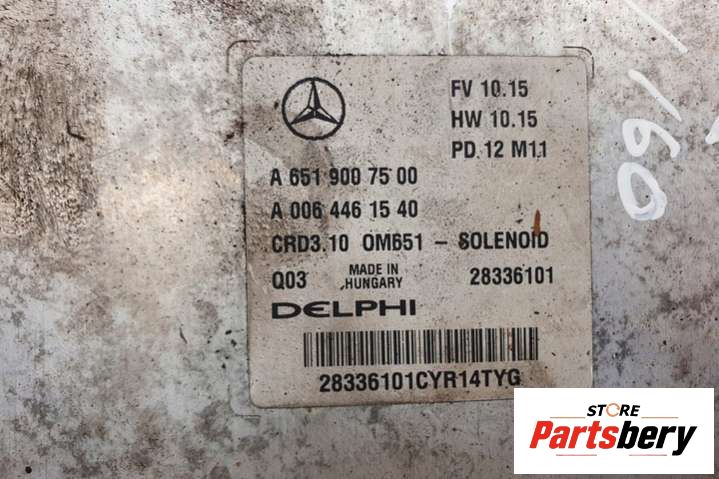 FV 10.15
HW 10.15
PD 12 M11
A 651 900 75 00
A 006 446 15 40
CRD3.10 OM651 - SOLENOID
Q03 MADE IN HUNGARY 28336101
DELPHI
28336101CYR14TYG
1160
STORE
Partsbery